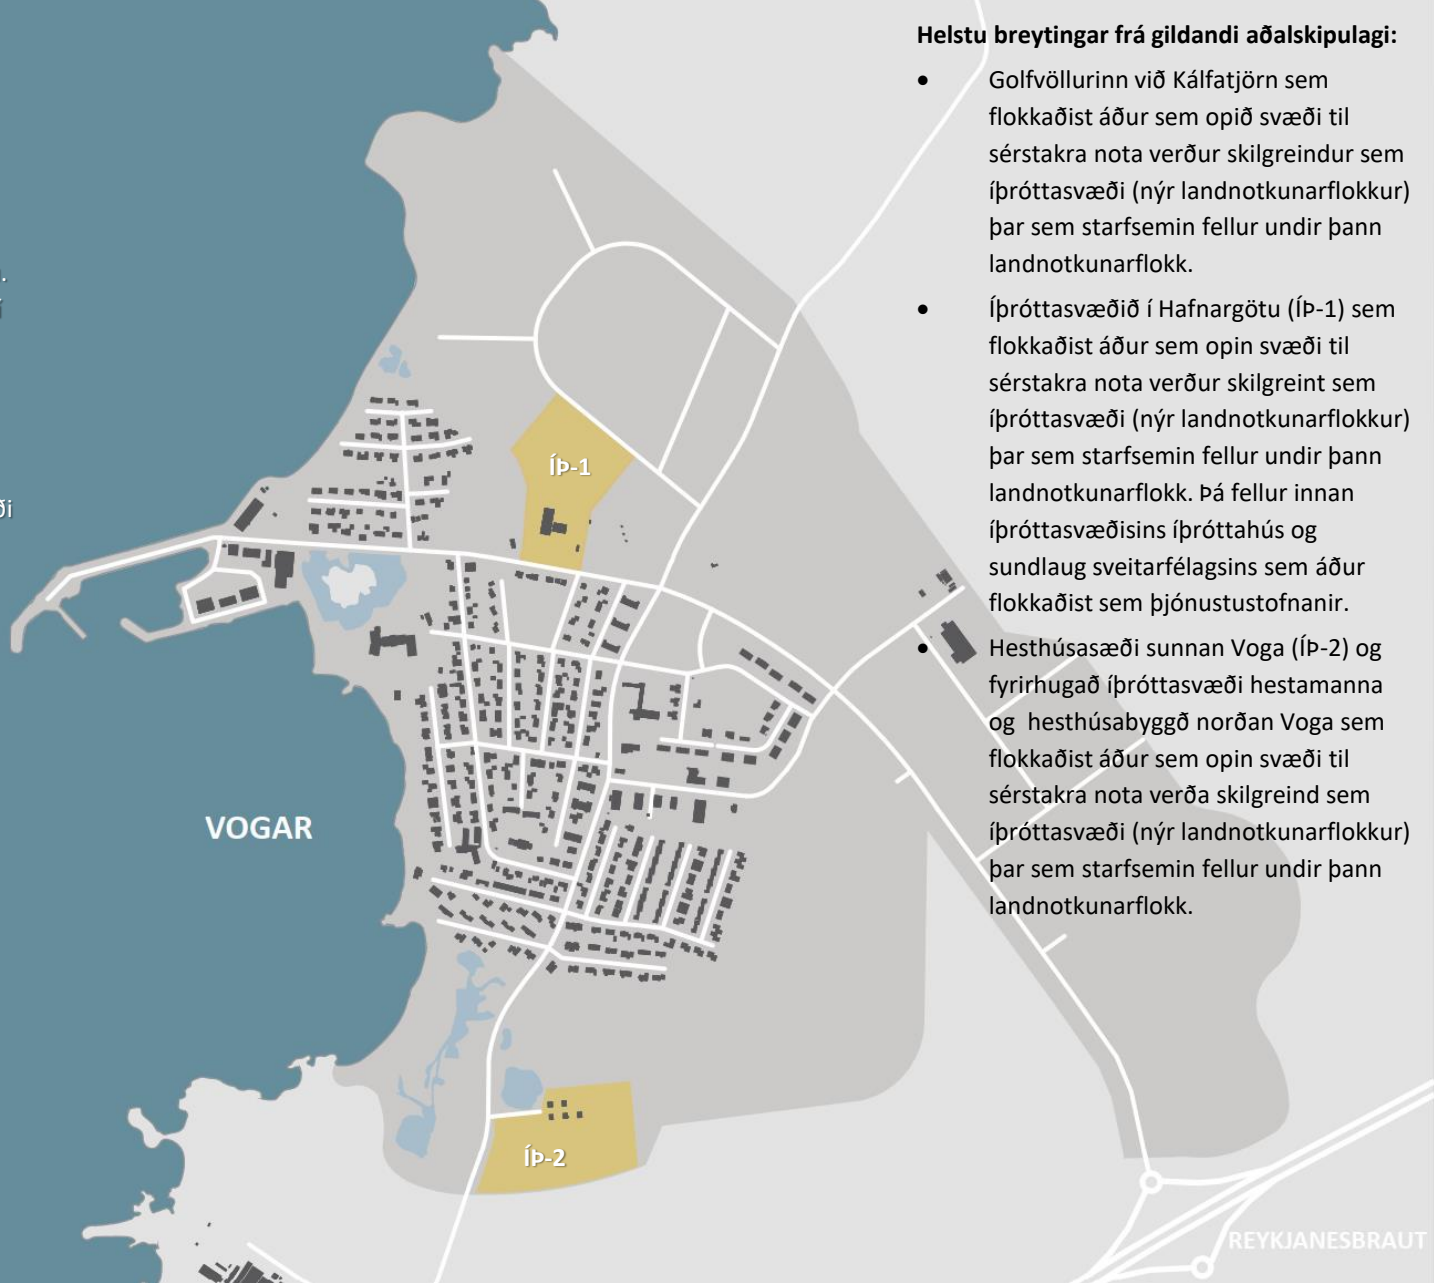 Helstu breytingar frá gildandi aðalskipulagi:
• Golfvöllurinn við Kálfatjörn sem
flokkaðist áður sem opið svæði til
sérstakra nota verður skilgreindur sem
íþróttasvæði (nýr landnotkunarflokkur)
þar sem starfsemin fellur undir þann
landnotkunarflokk.
• Íþróttasvæðið í Hafnargötu (ÍÞ-1) sem
flokkaðist áður sem opin svæði til
sérstakra nota verður skilgreint sem
íþróttasvæði (nýr landnotkunarflokkur)
þar sem starfsemin fellur undir þann
landnotkunarflokk. Þá fellur innan
íþróttasvæðisins íþróttahús og
sundlaug sveitarfélagsins sem áður
flokkaðist sem þjónustustofnanir.
• Hesthúsasæði sunnan Voga (ÍÞ-2) og
fyrirhugað íþróttasvæði hestamanna
og hesthúsabyggð norðan Voga sem
flokkaðist áður sem opin svæði til
sérstakra nota verða skilgreind sem
íþróttasvæði (nýr landnotkunarflokkur)
þar sem starfsemin fellur undir þann
landnotkunarflokk.
ÍÞ-1
VOGAR
ÍÞ-2
REYKJANESBRAUT